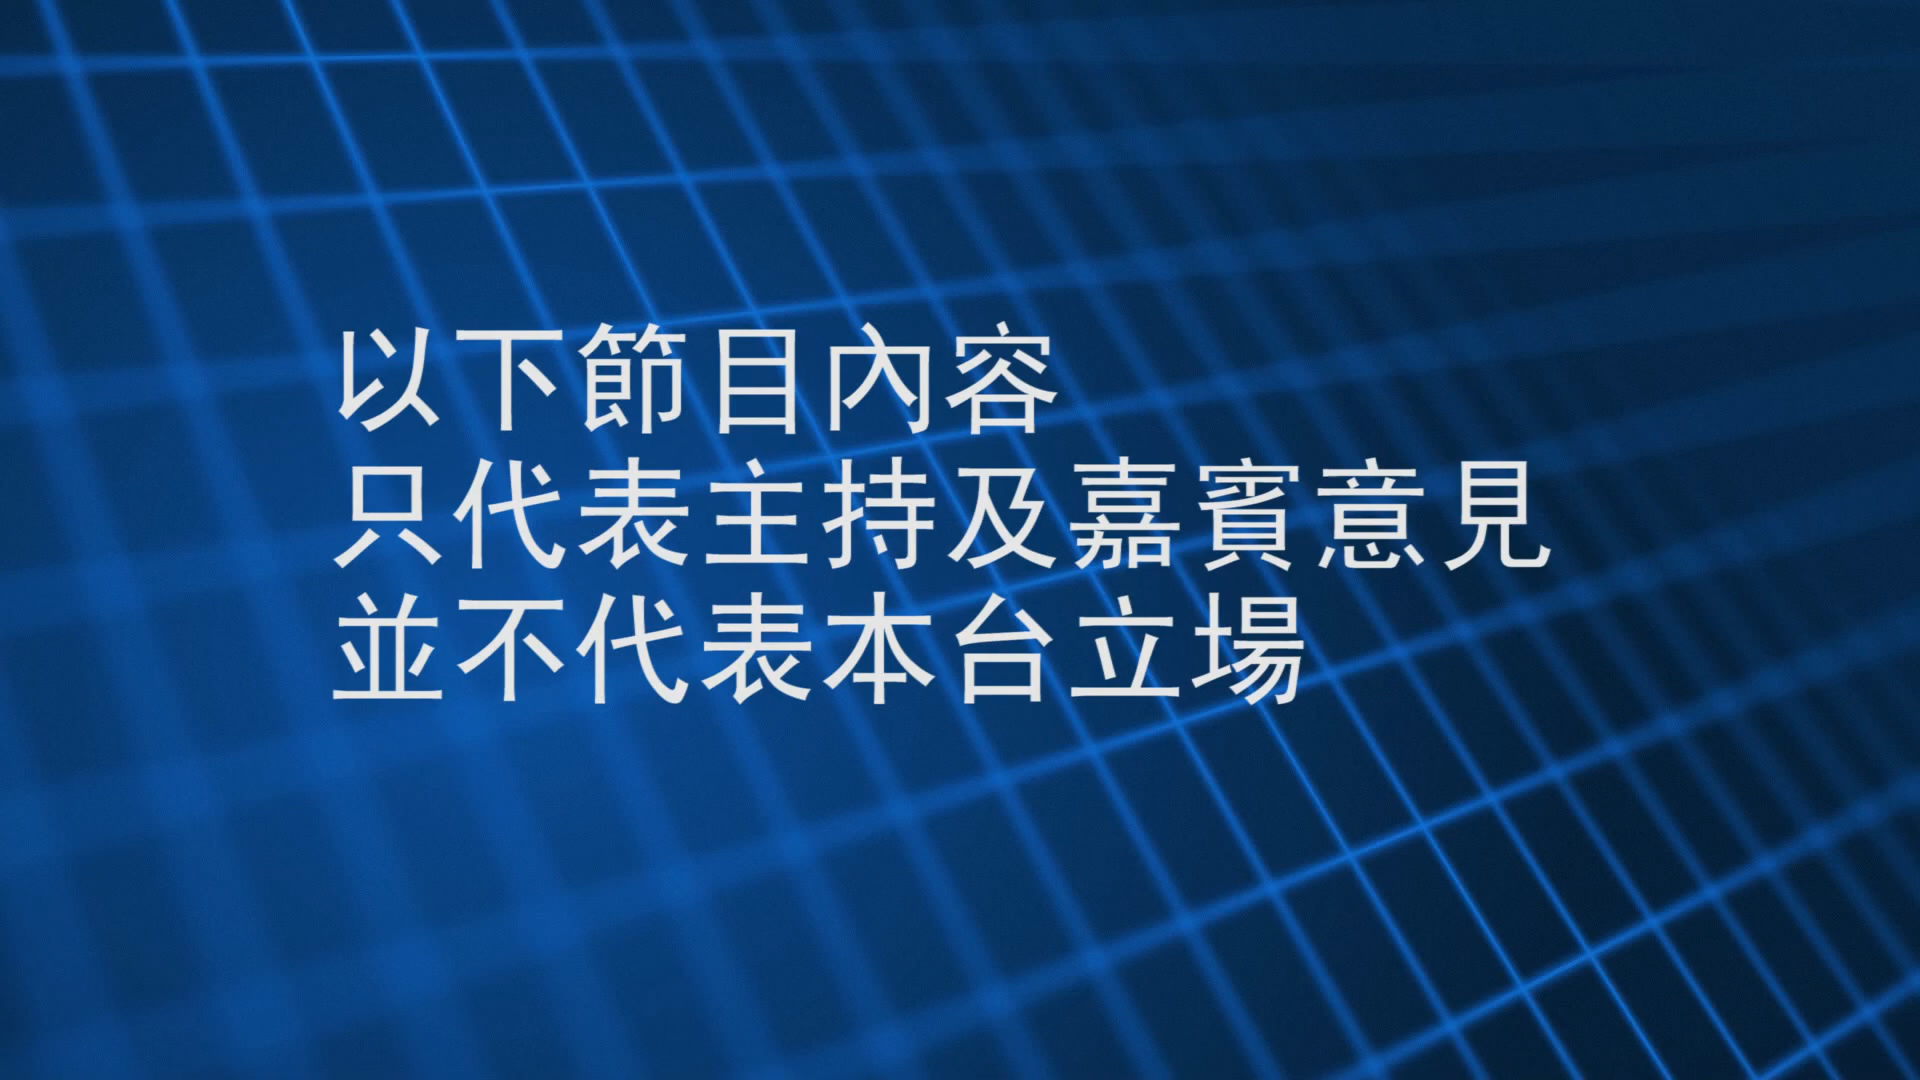 以下節目內容
只代表主持及嘉賓意見
並不代表本台立場